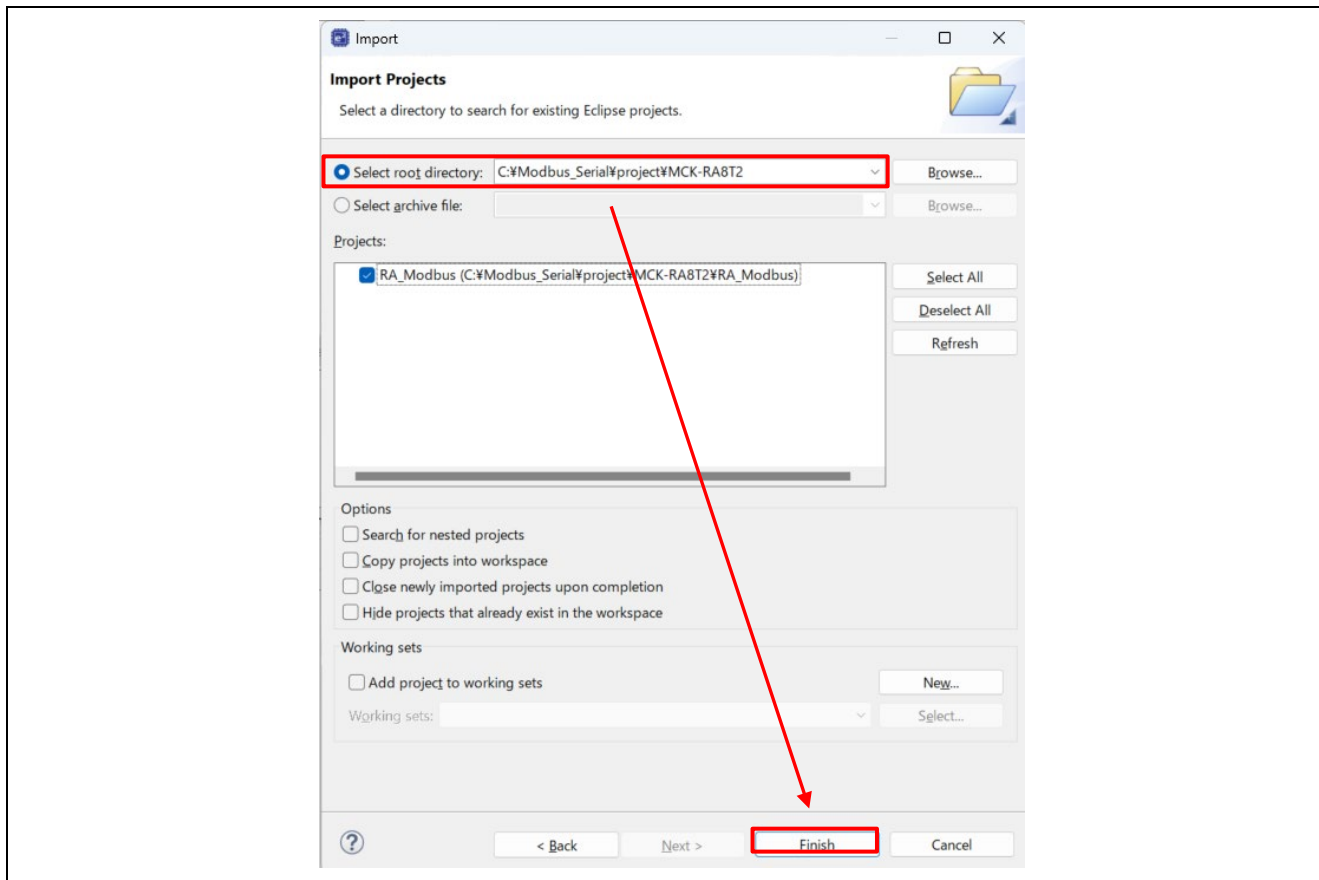 Import
Import Projects
Select a directory to search for existing Eclipse projects.
Select root directory: C:¥Modbus_Serial¥project¥MCK-RA8T2 Browse...
Select archive file: Browse...
Projects:
RA_Modbus (C:¥Modbus_Serial¥project¥MCK-RA8T2¥RA_Modbus)
Select All
Deselect All
Refresh
Options
Search for nested projects
Copy projects into workspace
Close newly imported projects upon completion
Hide projects that already exist in the workspace
Working sets
Add project to working sets New...
Working sets: Select...
? < Back Next > Finish Cancel